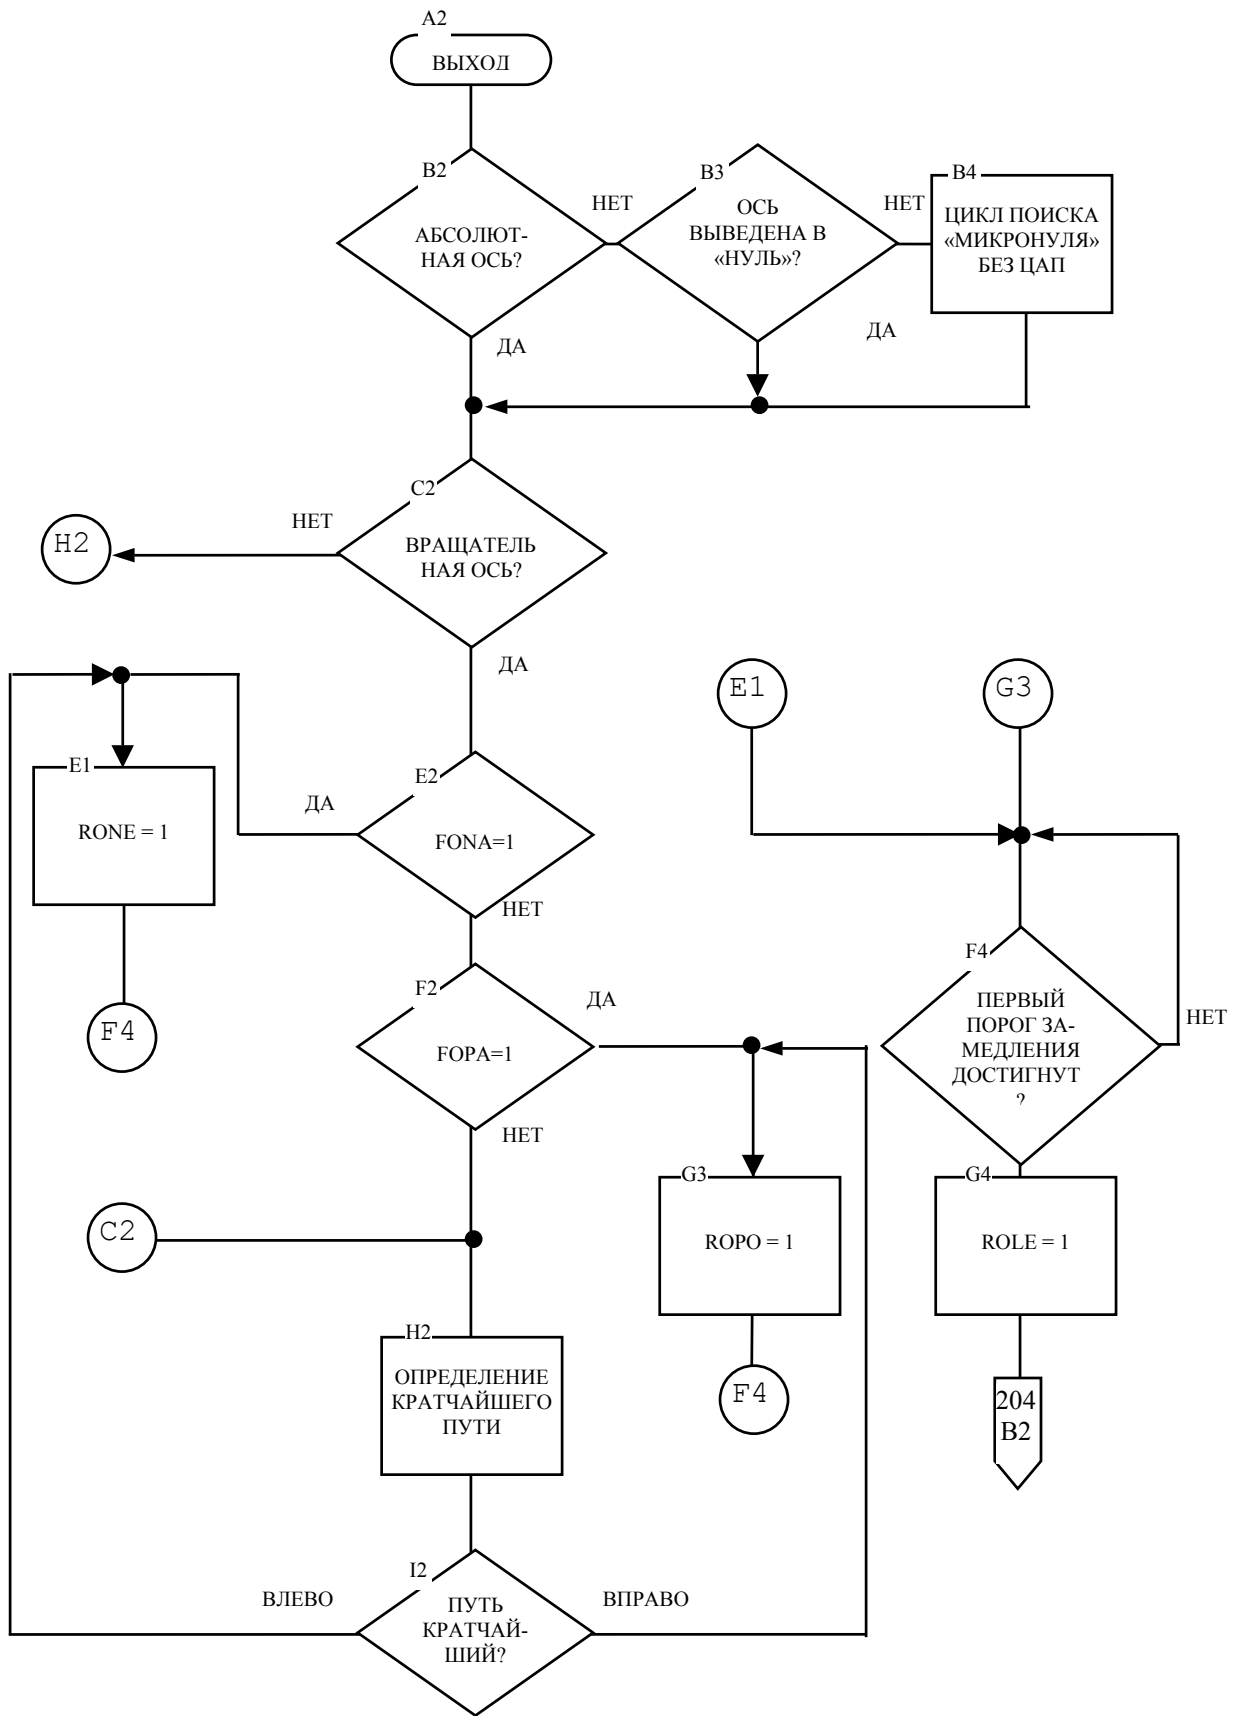 A2
ВЫХОД
B2
АБСОЛЮТ-
НАЯ ОСЬ?
НЕТ
ДА
B3
ОСЬ
ВЫВЕДЕНА В
«НУЛЬ»?
НЕТ
ДА
B4
ЦИКЛ ПОИСКА
«МИКРОНУЛЯ»
БЕЗ ЦАП
C2
ВРАЩАТЕЛЬ
НАЯ ОСЬ?
НЕТ
H2
ДА
E1
G3
E1
RONE = 1
F4
E2
FONA=1
ДА
НЕТ
F2
FOPA=1
ДА
НЕТ
F4
ПЕРВЫЙ
ПОРОГ ЗА-
МЕДЛЕНИЯ
ДОСТИГНУТ
?
НЕТ
G3
ROPO = 1
F4
G4
ROLE = 1
204
B2
C2
H2
ОПРЕДЕЛЕНИЕ
КРАТЧАЙШЕГО
ПУТИ
I2
ПУТЬ
КРАТЧАЙ-
ШИЙ?
ВЛЕВО
ВПРАВО